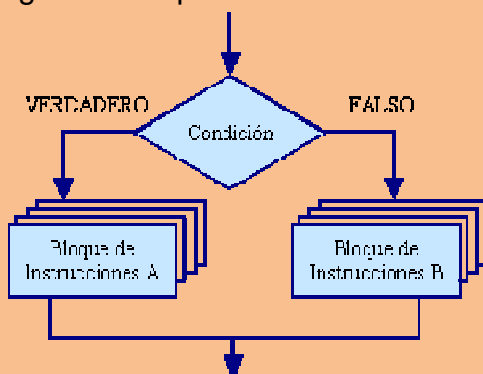 VERDADERO
FALSO
Condición
Bloque de
Instrucciones A
Bloque de
Instrucciones B